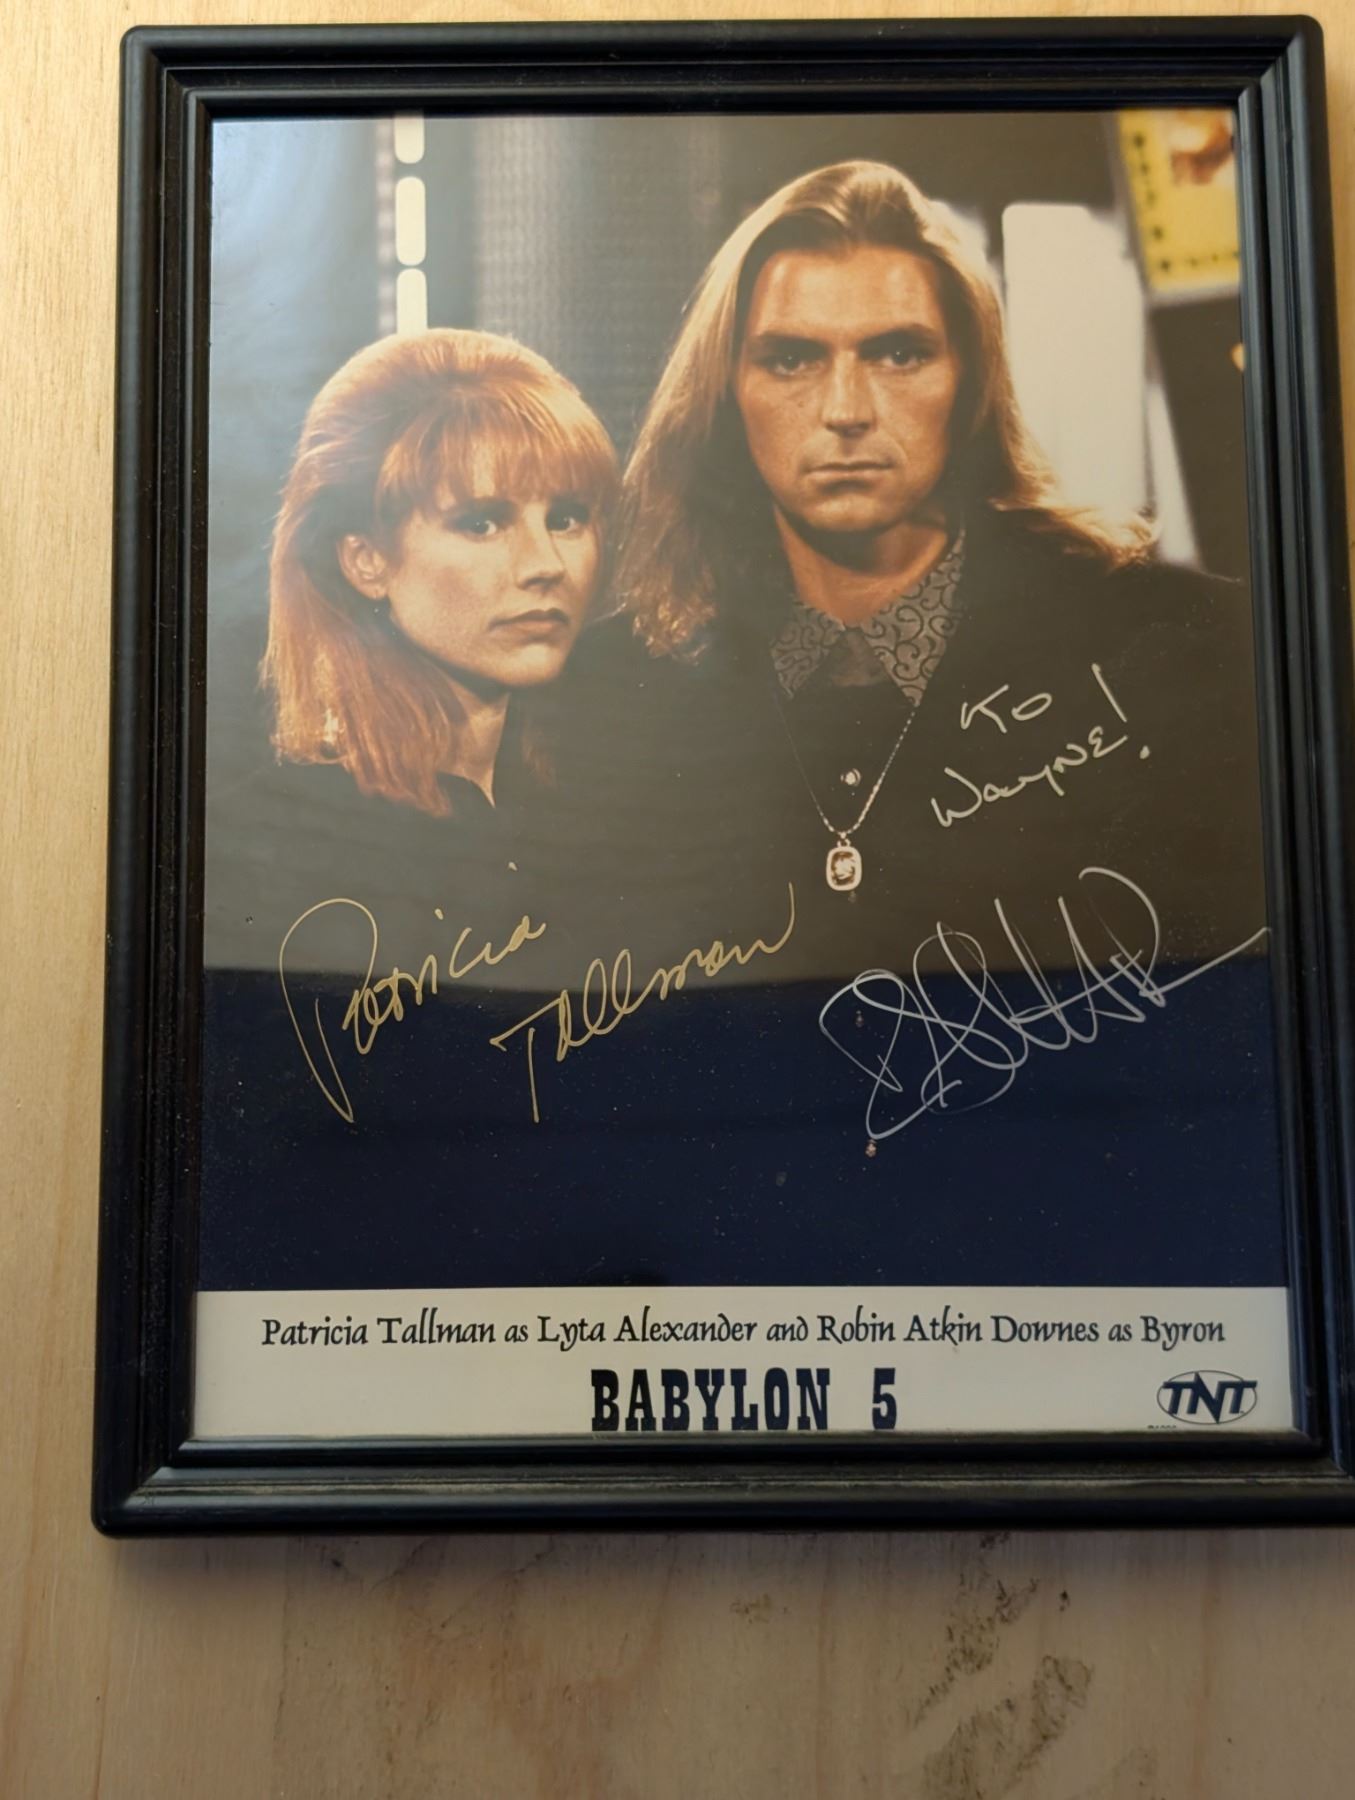 to
Wayne!
Patricia
Tallman
Patricia Tallman as Lyta Alexander and Robin Atkin Downes as Byron
BABYLON 5
TNT